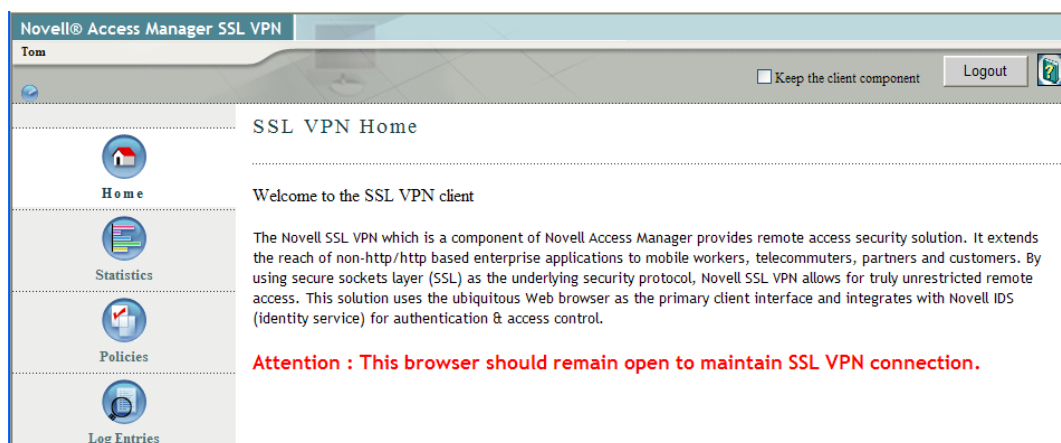 Novell® Access Manager SSL VPN
Tom
Keep the client component
Logout
SSL VPN Home
Home
Welcome to the SSL VPN client
Statistics
The Novell SSL VPN which is a component of Novell Access Manager provides remote access security solution. It extends
the reach of non-http/http based enterprise applications to mobile workers, telecommuters, partners and customers. By
using secure sockets layer (SSL) as the underlying security protocol, Novell SSL VPN allows for truly unrestricted remote
access. This solution uses the ubiquitous Web browser as the primary client interface and integrates with Novell IDS
(identity service) for authentication & access control.
Policies
Attention : This browser should remain open to maintain SSL VPN connection.
Log Entries